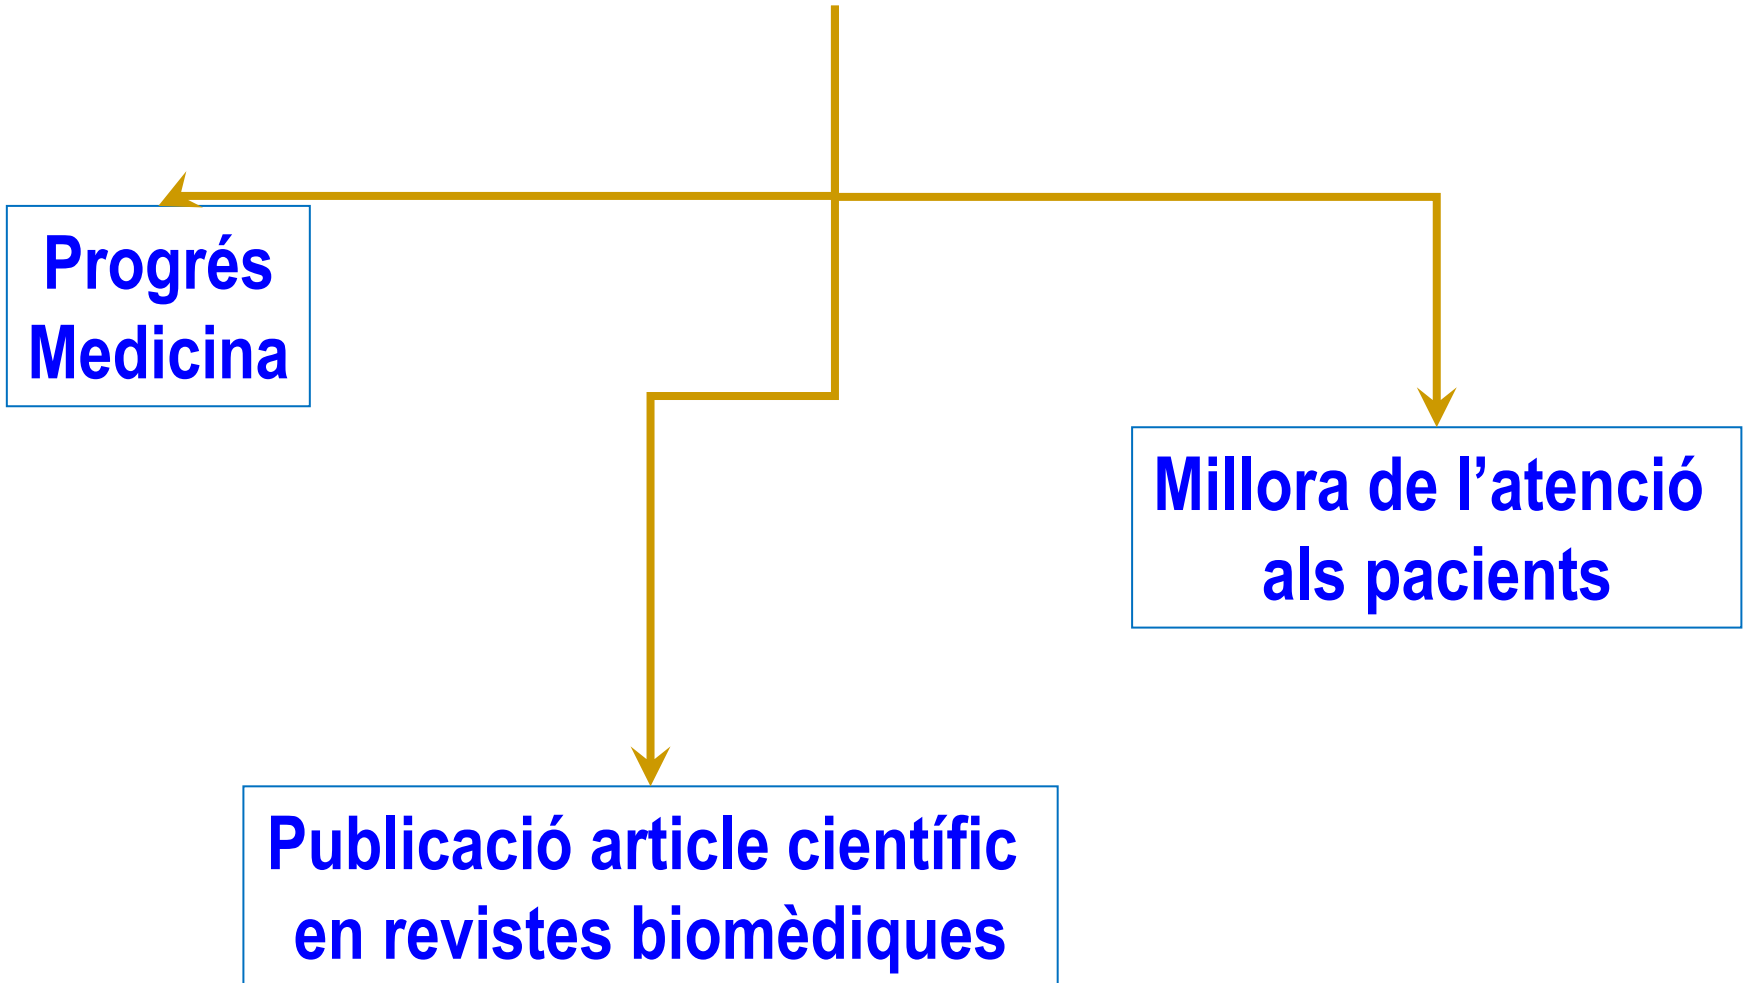 Progrés
Medicina
Millora de l’atenció
als pacients
Publicació article científic
en revistes biomèdiques